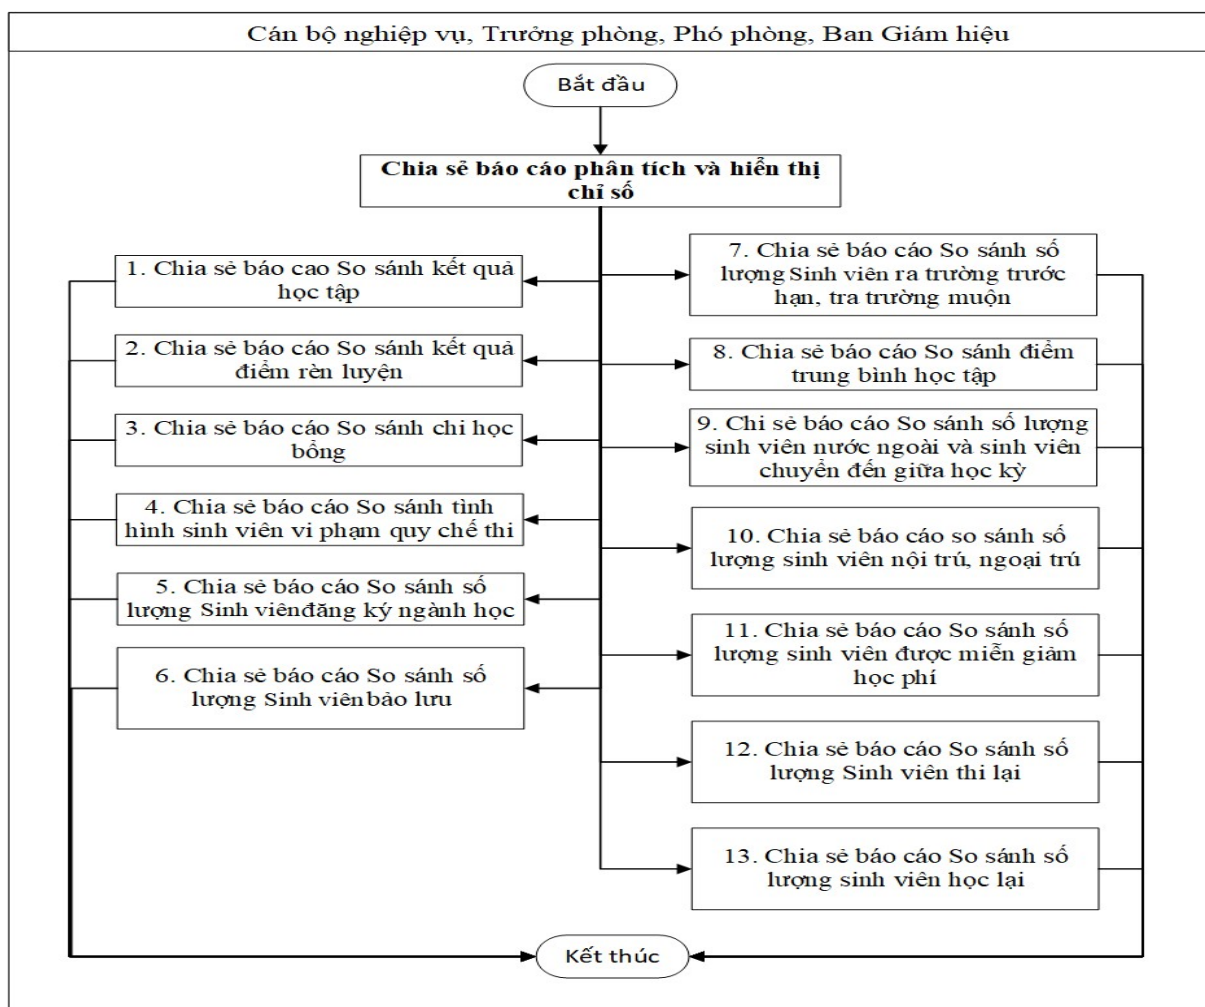 Cán bộ nghiệp vụ, Trưởng phòng, Phó phòng, Ban Giám hiệu
Bắt đầu
Chia sẻ báo cáo phân tích và hiển thị
chỉ số
1. Chia sẻ báo cao So sánh kết quả
học tập
2. Chia sẻ báo cáo So sánh kết quả
điểm rèn luyện
3. Chia sẻ báo cáo So sánh chi học
bổng
4. Chia sẻ báo cáo So sánh tình
hình sinh viên vi phạm quy chế thi
5. Chia sẻ báo cáo So sánh số
lượng Sinh viênđăng ký ngành học
6. Chia sẻ báo cáo So sánh số
lượng Sinh viên bảo lưu
7. Chia sẻ báo cáo So sánh số
lượng Sinh viên ra trường trước
hạn, tra trường muộn
8. Chia sẻ báo cáo So sánh điểm
trung bình học tập
9. Chi sẻ báo cáo So sánh số lượng
sinh viên nước ngoài và sinh viên
chuyển đến giữa học kỳ
10. Chia sẻ báo cáo so sánh số
lượng sinh viên nội trú, ngoại trú
11. Chia sẻ báo cáo So sánh số
lượng sinh viên được miễn giảm
học phí
12. Chia sẻ báo cáo So sánh số
lượng Sinh viên thi lại
13. Chia sẻ báo cáo So sánh số
lượng sinh viên học lại
Kết thúc